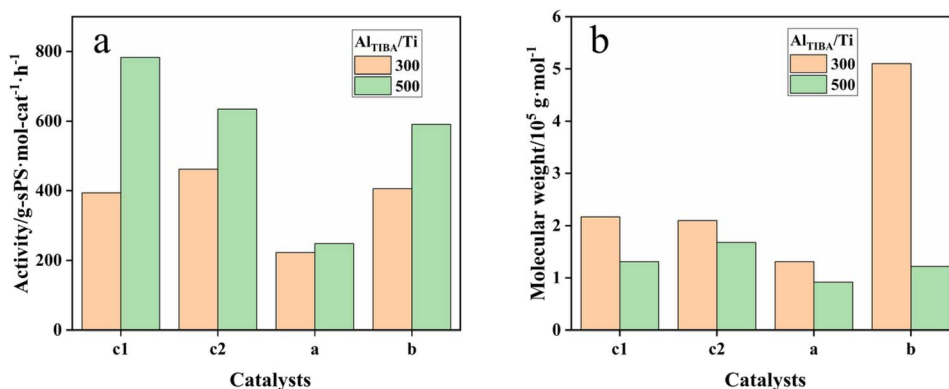 a
Al_TIBA/Ti
300
500
800
600
400
200
0
Activity/g-sPS·mol-cat⁻¹·h⁻¹
c1 c2 a b
Catalysts
b
Al_TIBA/Ti
300
500
6
5
4
3
2
1
0
Molecular weight/10⁵ g·mol⁻¹
c1 c2 a b
Catalysts